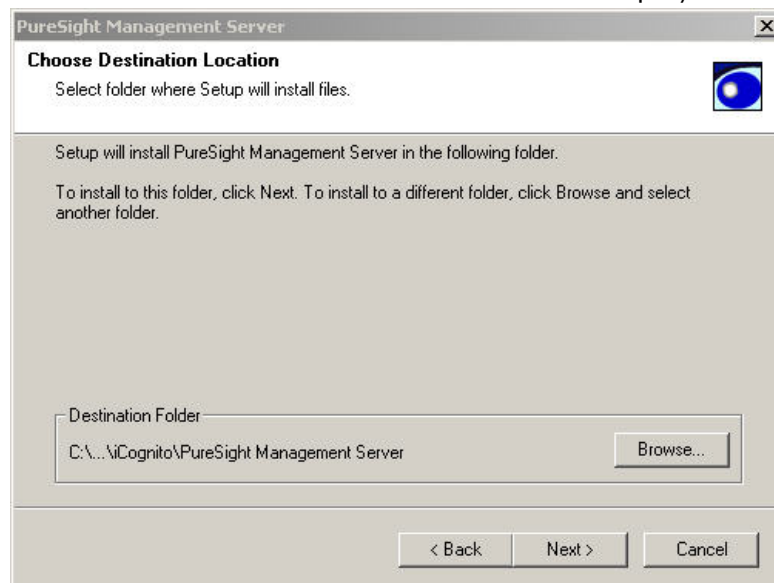 PureSight Management Server
Choose Destination Location
Select folder where Setup will install files.
Setup will install PureSight Management Server in the following folder.
To install to this folder, click Next. To install to a different folder, click Browse and select
another folder.
Destination Folder
C:\...\iCognito\PureSight Management Server
Browse...
< Back
Next >
Cancel